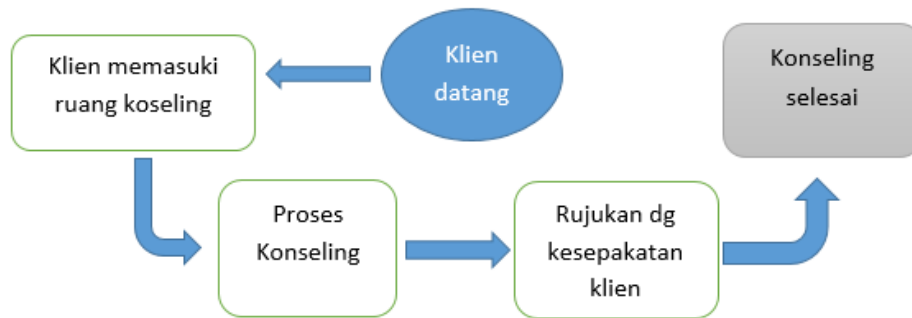 Klien
datang
Klien memasuki
ruang koseling
Proses
Konseling
Rujukan dg
kesepakatan
klien
Konseling
selesai